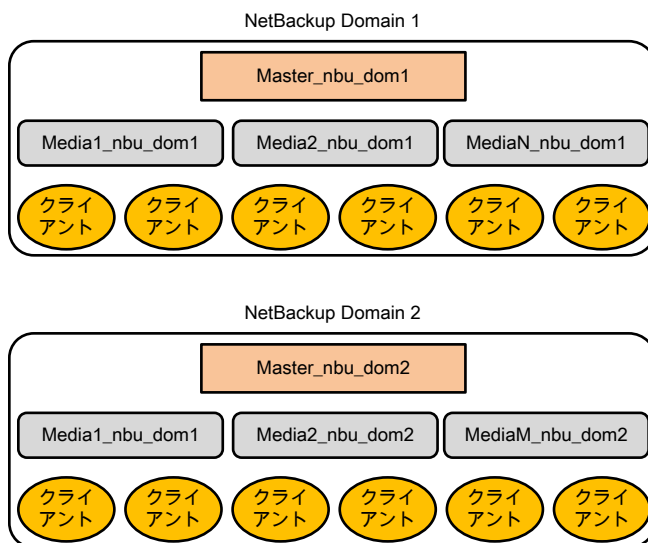 NetBackup Domain 1
Master_nbu_dom1
Media1_nbu_dom1 Media2_nbu_dom1 MediaN_nbu_dom1
クライ クライ クライ クライ クライ クライ
アント アント アント アント アント アント
NetBackup Domain 2
Master_nbu_dom2
Media1_nbu_dom1 Media2_nbu_dom2 MediaM_nbu_dom2
クライ クライ クライ クライ クライ クライ
アント アント アント アント アント アント